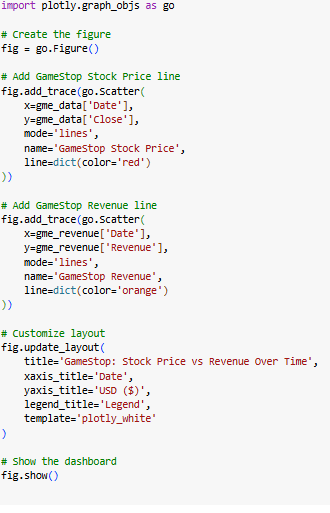 import plotly.graph_objs as go

# Create the figure
fig = go.Figure()

# Add GameStop Stock Price line
fig.add_trace(go.Scatter(
    x=gme_data['Date'],
    y=gme_data['Close'],
    mode='lines',
    name='GameStop Stock Price',
    line=dict(color='red')
))

# Add GameStop Revenue line
fig.add_trace(go.Scatter(
    x=gme_revenue['Date'],
    y=gme_revenue['Revenue'],
    mode='lines',
    name='GameStop Revenue',
    line=dict(color='orange')
))

# Customize layout
fig.update_layout(
    title='GameStop: Stock Price vs Revenue Over Time',
    xaxis_title='Date',
    yaxis_title='USD ($)',
    legend_title='Legend',
    template='plotly_white'
)

# Show the dashboard
fig.show()